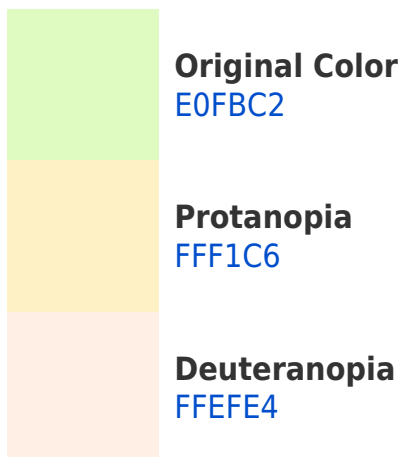 Original Color
E0FBC2
Protanopia
FFF1C6
Deuteranopia
FFEFE4